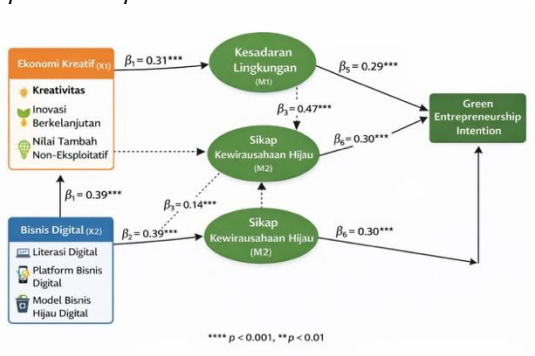 Ekonomi Kreatif (X1)
Kreativitas
Inovasi
Berkelanjutan
Nilai Tambah
Non-Eksploitatif
β₁ = 0.31***
Kesadaran
Lingkungan
(M1)
β₅ = 0.29***
β₃ = 0.47***
Green
Entrepreneurship
Intention
Sikap
Kewirausahaan Hijau
(M2)
β₆ = 0.30***
β₁ = 0.39***
β₃ = 0.14***
Bisnis Digital (X2)
Literasi Digital
Platform Bisnis
Digital
Model Bisnis
Hijau Digital
β₂ = 0.39***
Sikap
Kewirausahaan Hijau
(M2)
β₆ = 0.30***
**** p < 0.001, **p < 0.01